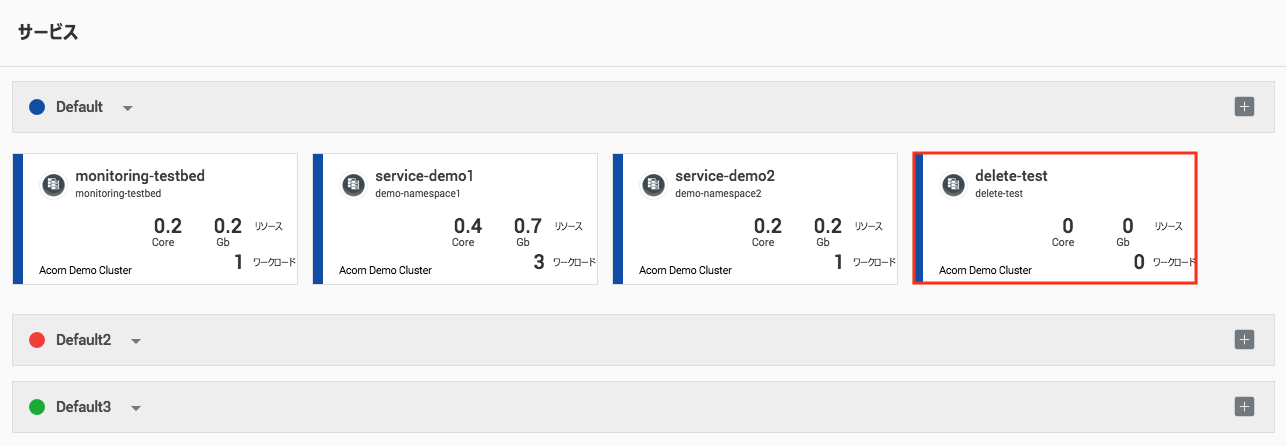 サービス
Default
monitoring-testbed
monitoring-testbed
0.2 0.2 リソース
Core Gb
1 ワークロード
Acorn Demo Cluster
service-demo1
demo-namespace1
0.4 0.7 リソース
Core Gb
3 ワークロード
Acorn Demo Cluster
service-demo2
demo-namespace2
0.2 0.2 リソース
Core Gb
1 ワークロード
Acorn Demo Cluster
delete-test
delete-test
0 0 リソース
Core Gb
0 ワークロード
Acorn Demo Cluster
Default2
Default3